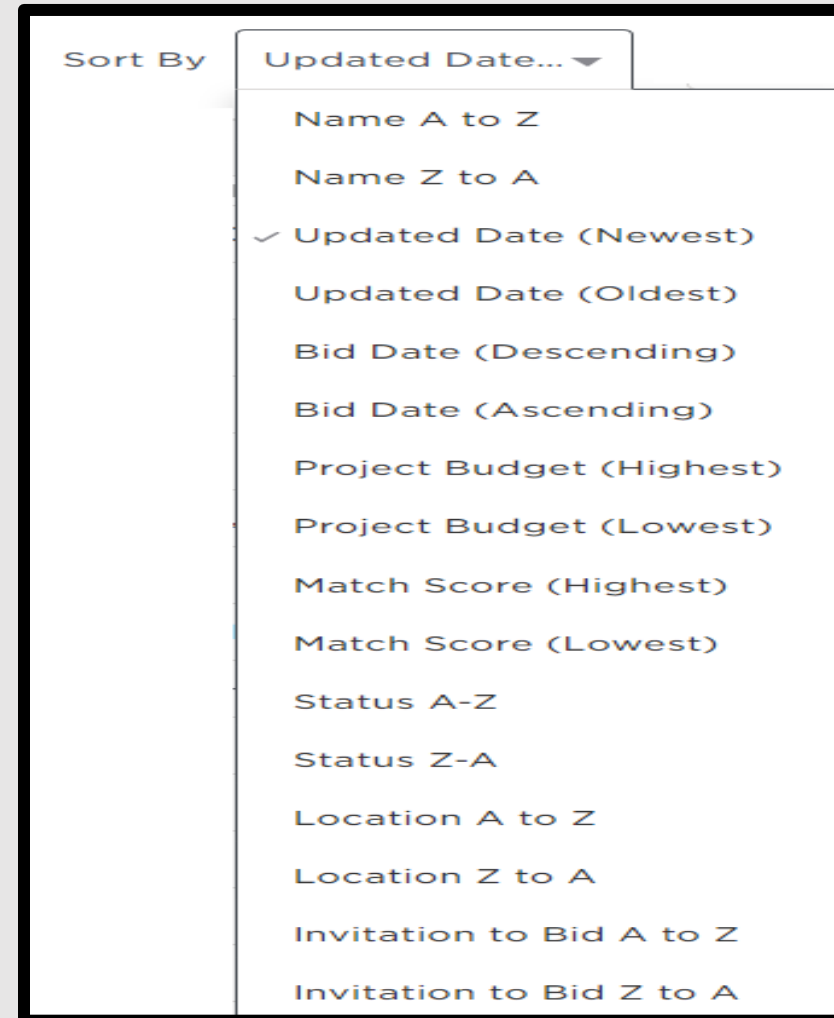 Sort By Updated Date...
Name A to Z
Name Z to A
Updated Date (Newest)
Updated Date (Oldest)
Bid Date (Descending)
Bid Date (Ascending)
Project Budget (Highest)
Project Budget (Lowest)
Match Score (Highest)
Match Score (Lowest)
Status A-Z
Status Z-A
Location A to Z
Location Z to A
Invitation to Bid A to Z
Invitation to Bid Z to A